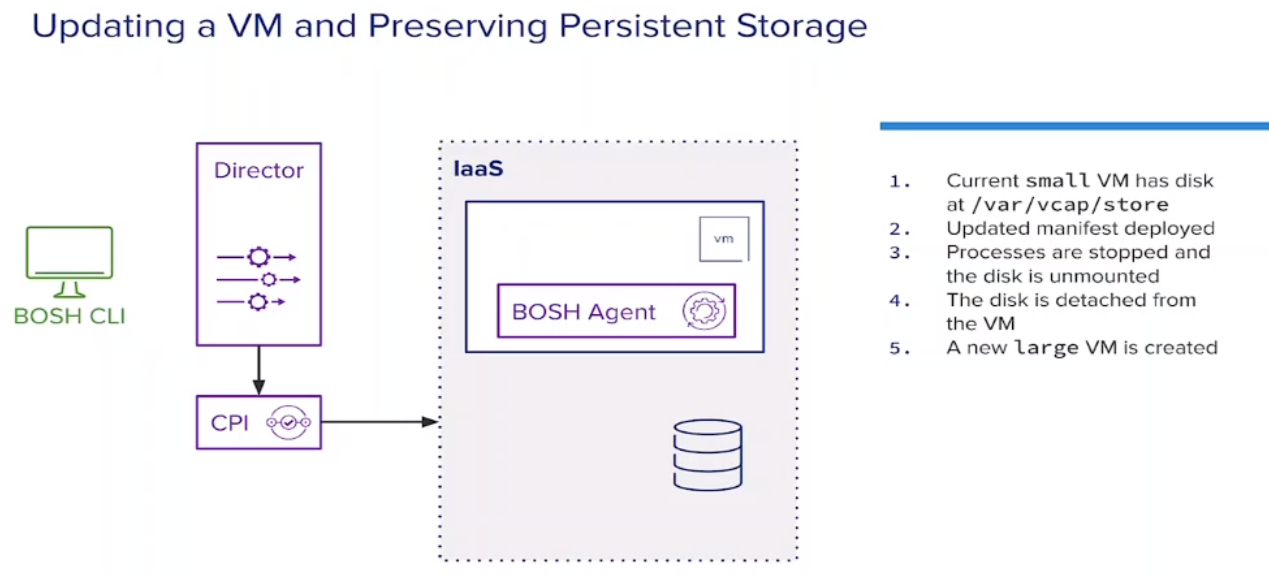 Updating a VM and Preserving Persistent Storage
Director
BOSH CLI
CPI
IaaS
vm
BOSH Agent
1. Current small VM has disk
at /var/vcap/store
2. Updated manifest deployed
3. Processes are stopped and
the disk is unmounted
4. The disk is detached from
the VM
5. A new large VM is created